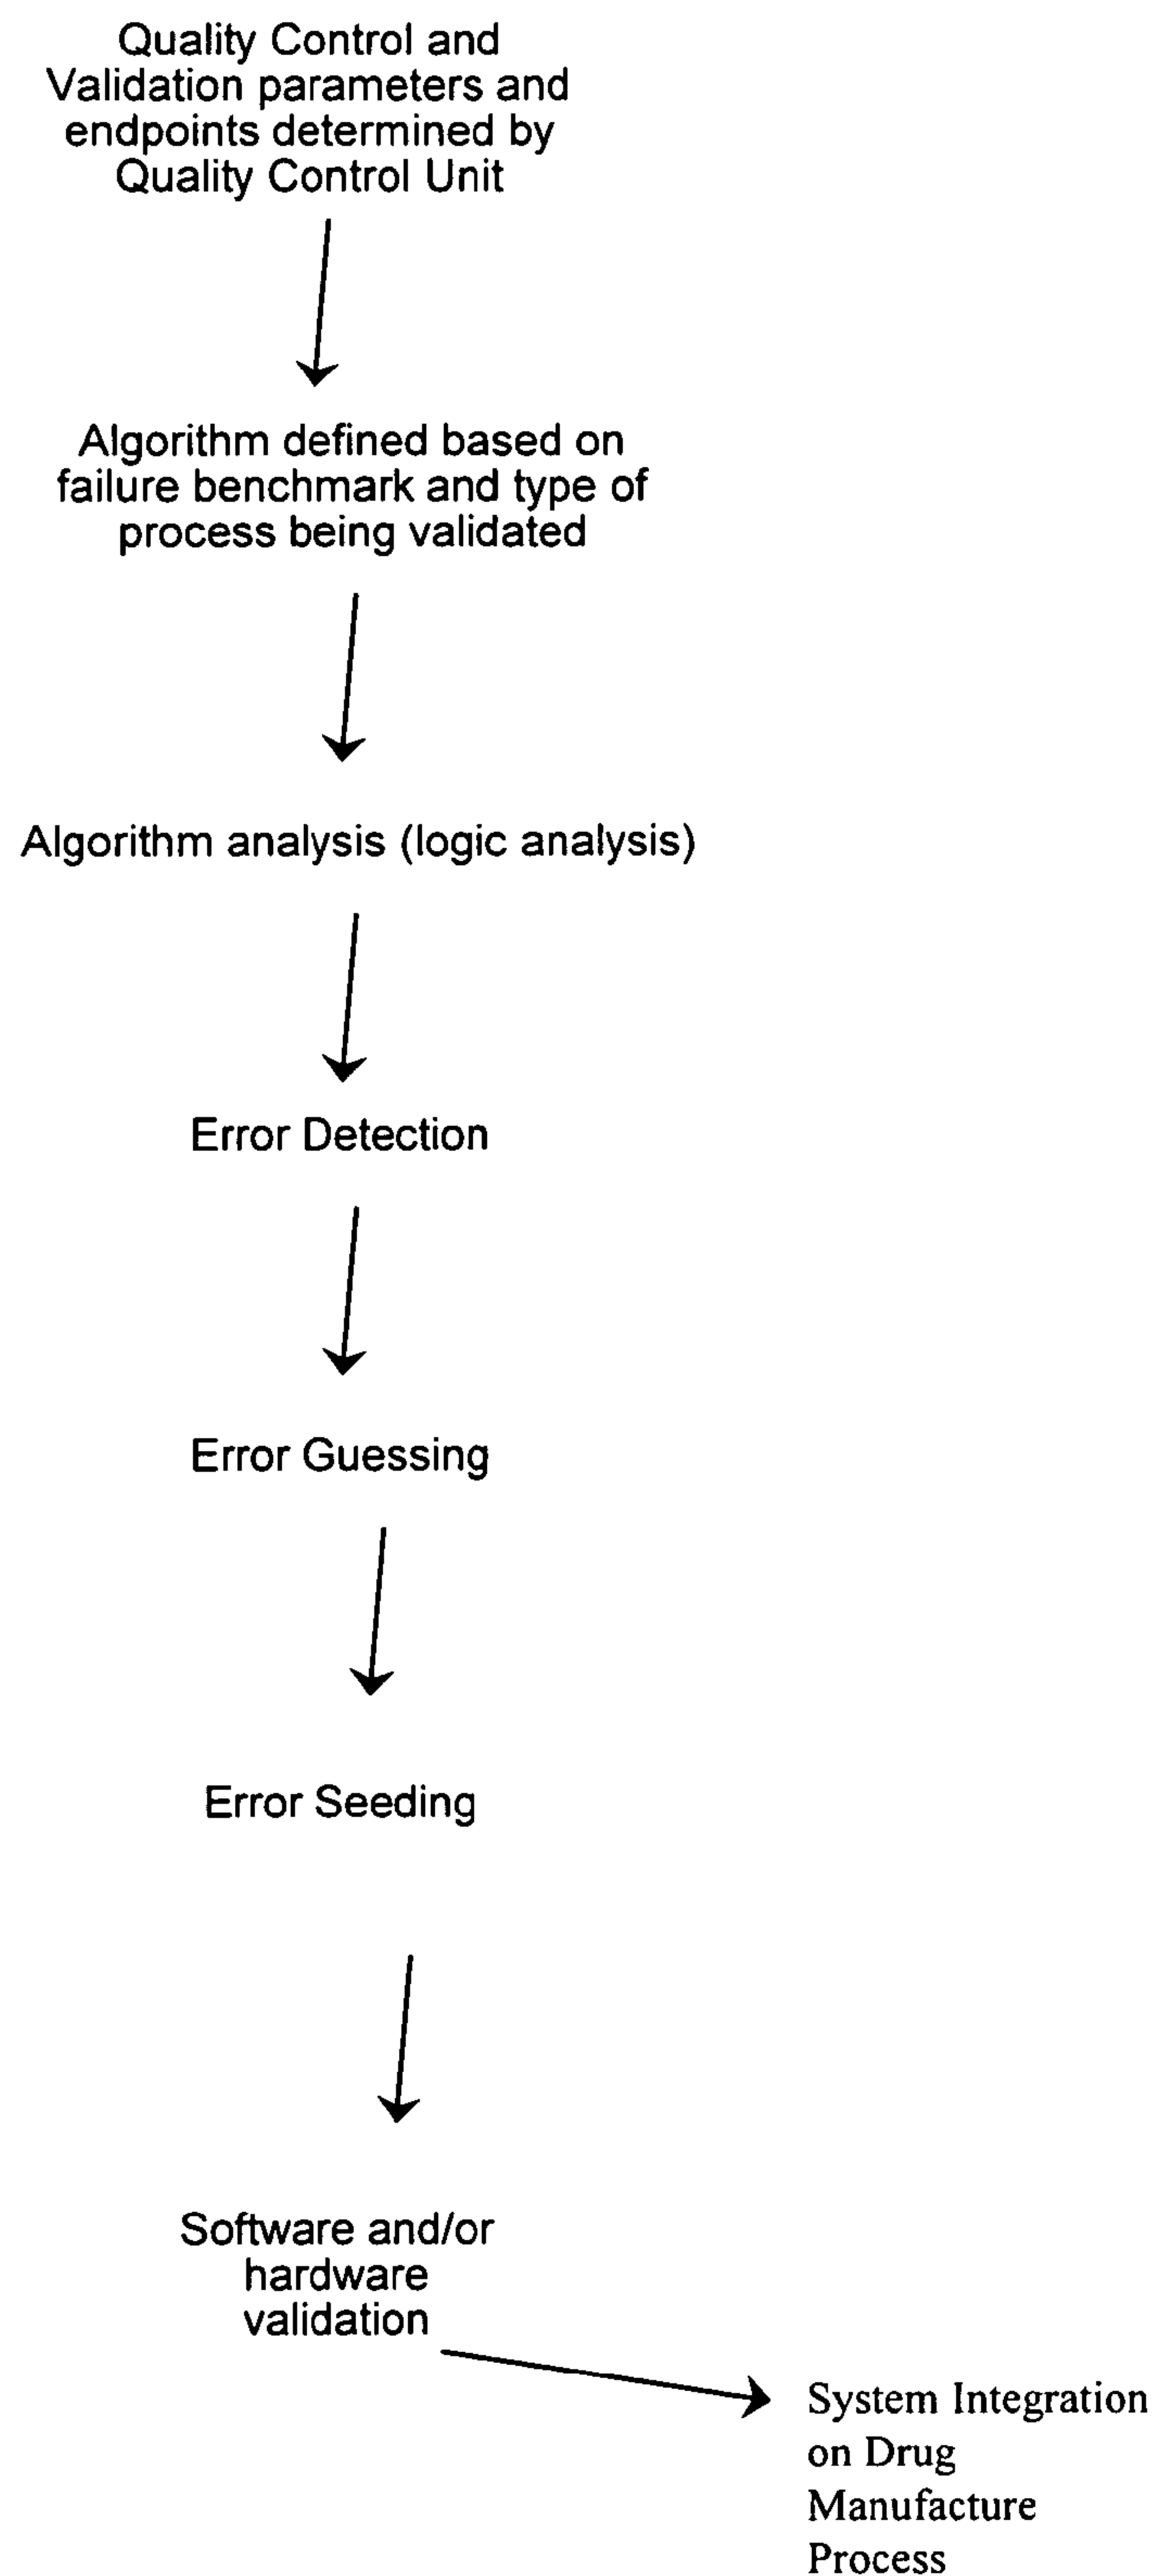 Quality Control and
Validation parameters and
endpoints determined by
Quality Control Unit
Algorithm defined based on
failure benchmark and type of
process being validated
Algorithm analysis (logic analysis)
Error Detection
Error Guessing
Error Seeding
Software and/or
hardware
validation
System Integration
on Drug
Manufacture
Process